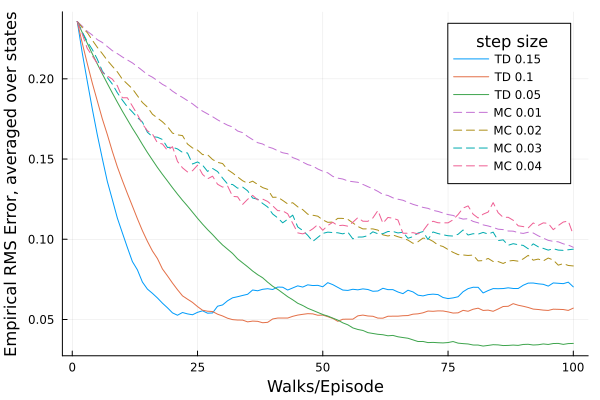 Empirical RMS Error, averaged over states
0.20
0.15
0.10
0.05
0
25
50
75
100
Walks/Episode
step size
TD 0.15
TD 0.1
TD 0.05
MC 0.01
MC 0.02
MC 0.03
MC 0.04